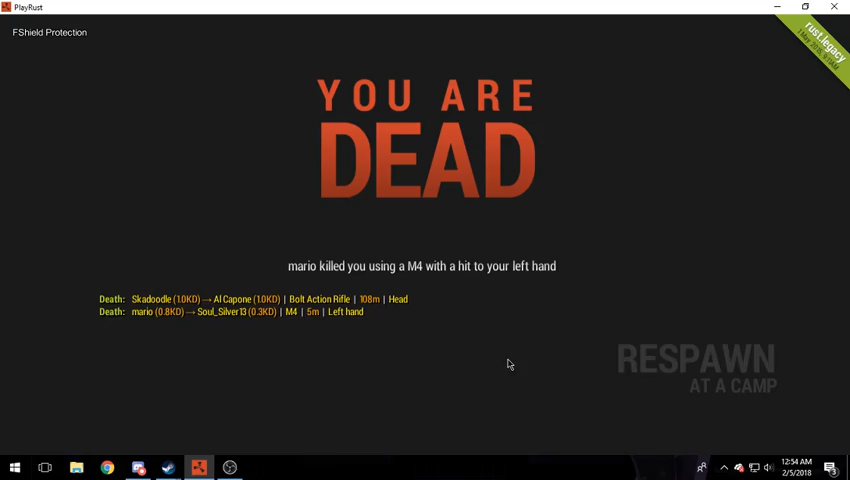 PlayRust
FShield Protection
rust.legacy
YOU ARE
DEAD
mario killed you using a M4 with a hit to your left hand
Death: Skadoodle (1.0KD) → Al Capone (1.0KD) | Bolt Action Rifle | 108m | Head
Death: mario (0.8KD) → Soul_Silver13 (0.3KD) | M4 | 5m | Left hand
RESPAWN
AT A CAMP
12:54 AM
2/5/2018
3